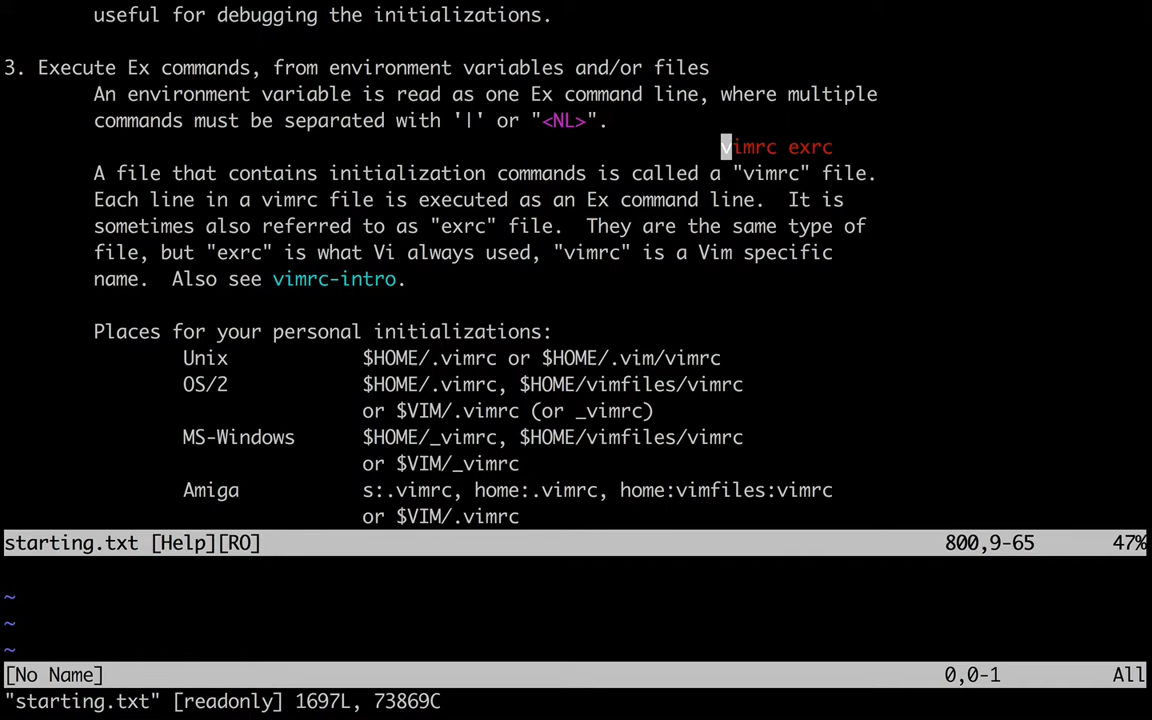 useful for debugging the initializations.
3. Execute Ex commands, from environment variables and/or files
An environment variable is read as one Ex command line, where multiple
commands must be separated with '|' or "<NL>".
vimrc exrc
A file that contains initialization commands is called a "vimrc" file.
Each line in a vimrc file is executed as an Ex command line.  It is
sometimes also referred to as "exrc" file.  They are the same type of
file, but "exrc" is what Vi always used, "vimrc" is a Vim specific
name.  Also see vimrc-intro.
Places for your personal initializations:
Unix $HOME/.vimrc or $HOME/.vim/vimrc
OS/2 $HOME/.vimrc, $HOME/vimfiles/vimrc
or $VIM/.vimrc (or _vimrc)
MS-Windows $HOME/_vimrc, $HOME/vimfiles/vimrc
or $VIM/_vimrc
Amiga s:.vimrc, home:.vimrc, home:vimfiles:vimrc
or $VIM/.vimrc
starting.txt [Help][RO] 800,9-65 47%
~
~
~
[No Name] 0,0-1 All
"starting.txt" [readonly] 1697L, 73869C